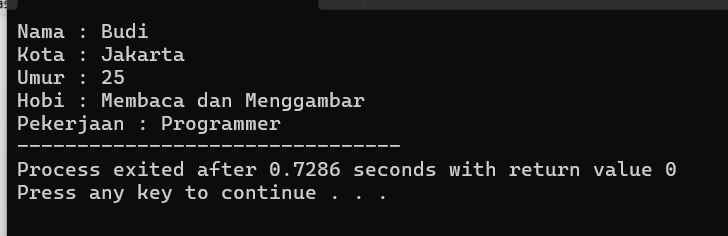 Nama : Budi
Kota : Jakarta
Umur : 25
Hobi : Membaca dan Menggambar
Pekerjaan : Programmer
--------------------------------
Process exited after 0.7286 seconds with return value 0
Press any key to continue . . .